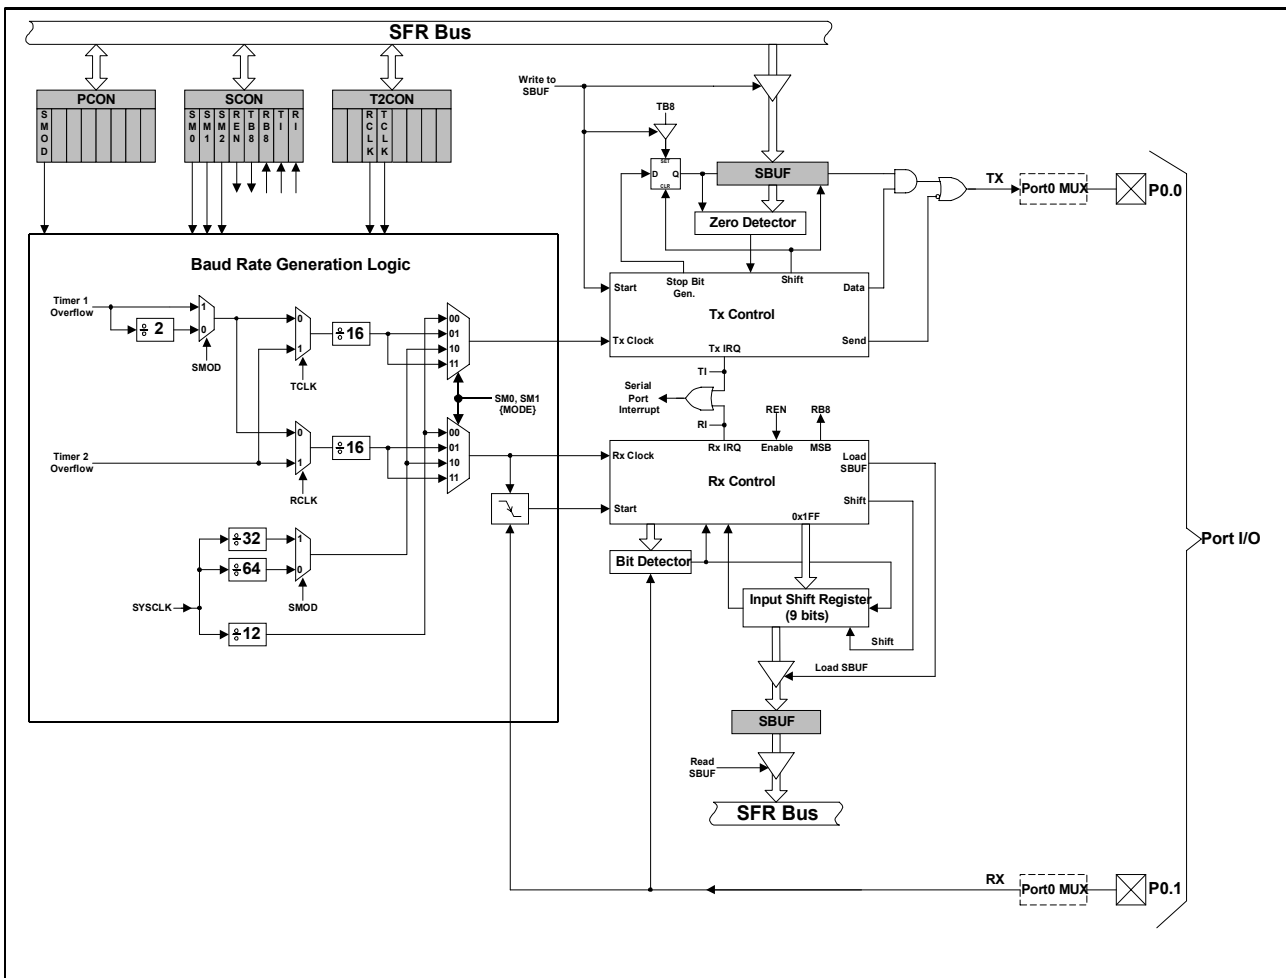 SFR Bus
PCON
SMOD
SCON
SM0
SM1
SM2
REN
TB8
RB8
TI
RI
T2CON
RCLK
TCLK
Write to
SBUF
TB8
SET
D Q
CLR
SBUF
Zero Detector
TX
Port0 MUX
P0.0
Baud Rate Generation Logic
Timer 1
Overflow
÷ 2
1
0
SMOD
0
1
TCLK
÷16
00
01
10
11
SM0, SM1
{MODE}
Start
Stop Bit
Gen.
Shift
Data
Tx Control
Tx Clock
Tx IRQ
Send
TI
Serial
Port
Interrupt
RI
REN
RB8
Timer 2
Overflow
0
1
RCLK
÷16
00
01
10
11
Rx IRQ
Enable
MSB
Load
SBUF
Rx Clock
Rx Control
Shift
Start
0x1FF
Port I/O
SYSCLK
÷32
÷64
1
0
SMOD
÷12
Bit Detector
Input Shift Register
(9 bits)
Shift
Load SBUF
SBUF
Read
SBUF
SFR Bus
RX
Port0 MUX
P0.1